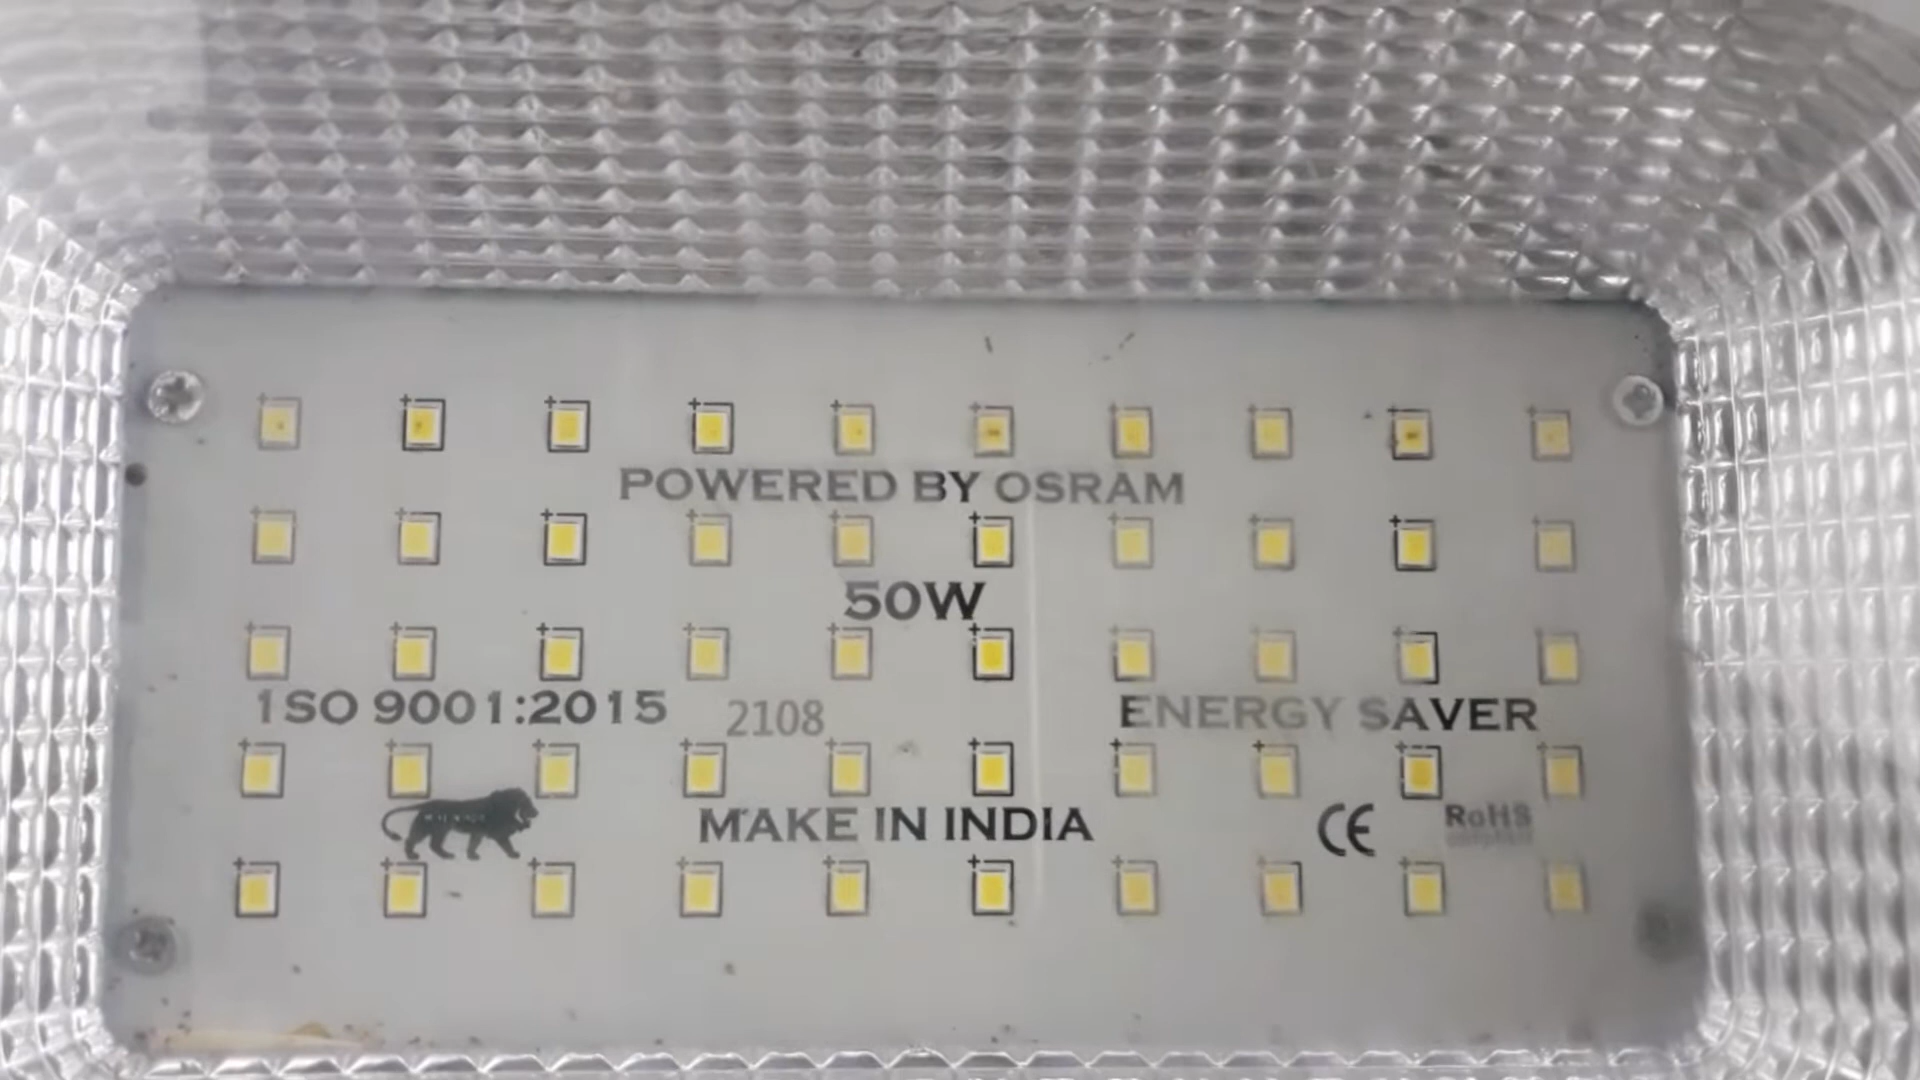 POWERED BY OSRAM
50W
1SO 9001:2015
2108
ENERGY SAVER
MAKE IN INDIA
CE
RoHS